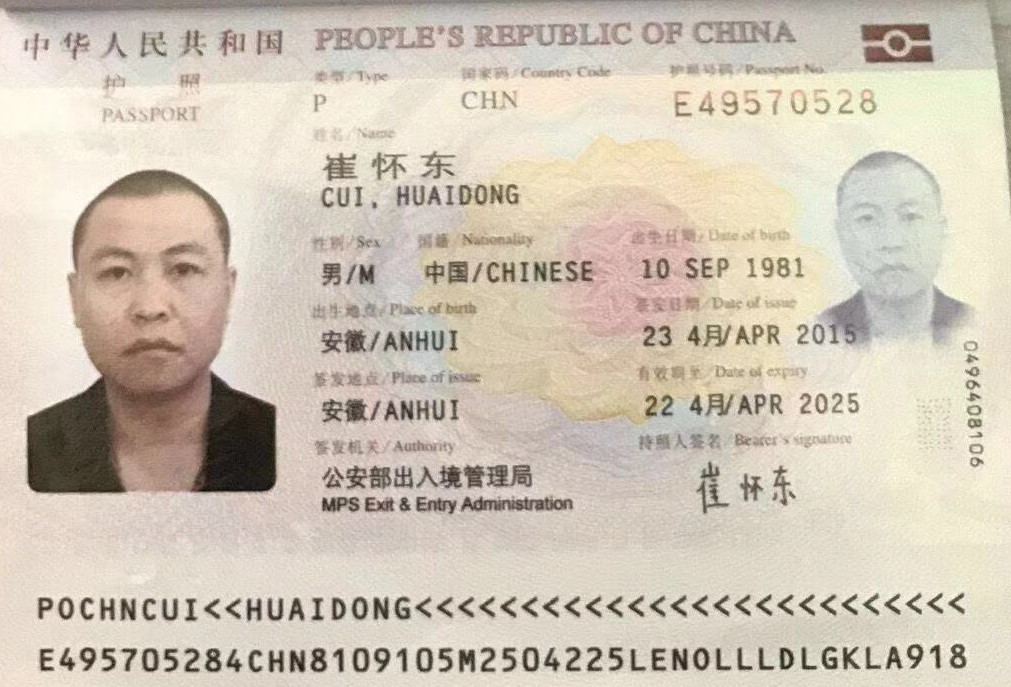 中华人民共和国 PEOPLE'S REPUBLIC OF CHINA
护 照
PASSPORT
类型/Type 国家码/Country Code 护照号码/Passport No.
P CHN E49570528
姓名/Name
崔怀东
CUI, HUAIDONG
性别/Sex 国籍/Nationality 出生日期/Date of birth
男/M 中国/CHINESE 10 SEP 1981
出生地点/Place of birth 签发日期/Date of issue
安徽/ANHUI 23 4月/APR 2015
签发地点/Place of issue 有效期至/Date of expiry
安徽/ANHUI 22 4月/APR 2025
签发机关/Authority 持照人签名/Bearer's signature
公安部出入境管理局
MPS Exit & Entry Administration
崔怀东
0496408106
POCHNCUI<<HUAIDONG<<<<<<<<<<<<<<<<<<<<<<<<<<
E495705284CHN8109105M2504225LENOLLLDLGKLA918